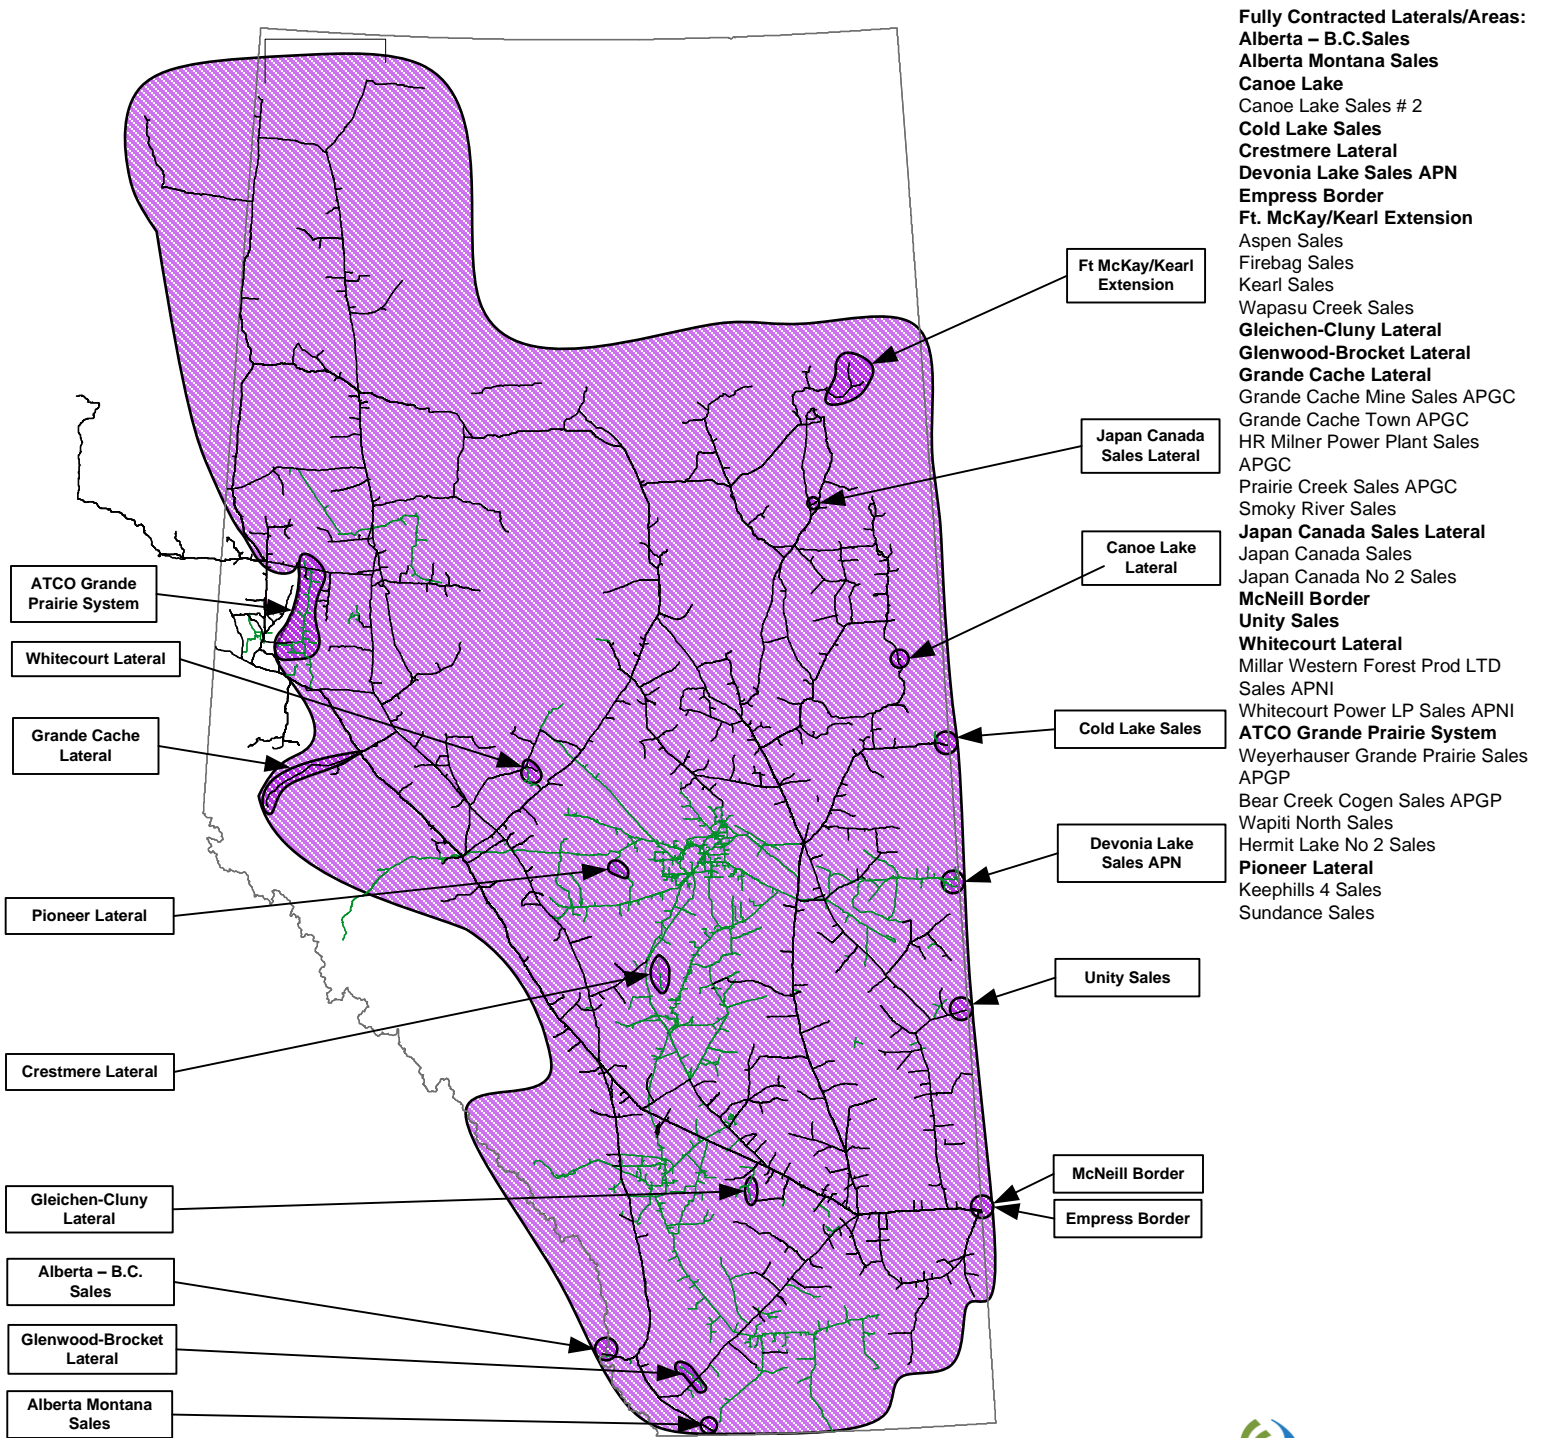 Fully Contracted Laterals/Areas:
Alberta – B.C.Sales
Alberta Montana Sales
Canoe Lake
Canoe Lake Sales # 2
Cold Lake Sales
Crestmere Lateral
Devonia Lake Sales APN
Empress Border
Ft. McKay/Kearl Extension
Aspen Sales
Firebag Sales
Kearl Sales
Wapasu Creek Sales
Gleichen-Cluny Lateral
Glenwood-Brocket Lateral
Grande Cache Lateral
Grande Cache Mine Sales APGC
Grande Cache Town APGC
HR Milner Power Plant Sales
APGC
Prairie Creek Sales APGC
Smoky River Sales
Japan Canada Sales Lateral
Japan Canada Sales
Japan Canada No 2 Sales
McNeill Border
Unity Sales
Whitecourt Lateral
Millar Western Forest Prod LTD
Sales APNI
Whitecourt Power LP Sales APNI
ATCO Grande Prairie System
Weyerhauser Grande Prairie Sales
APGP
Bear Creek Cogen Sales APGP
Wapiti North Sales
Hermit Lake No 2 Sales
Pioneer Lateral
Keephills 4 Sales
Sundance Sales
Ft McKay/Kearl
Extension
Japan Canada
Sales Lateral
Canoe Lake
Lateral
Cold Lake Sales
Devonia Lake
Sales APN
Unity Sales
McNeill Border
Empress Border
ATCO Grande
Prairie System
Whitecourt Lateral
Grande Cache
Lateral
Pioneer Lateral
Crestmere Lateral
Gleichen-Cluny
Lateral
Alberta – B.C.
Sales
Glenwood-Brocket
Lateral
Alberta Montana
Sales